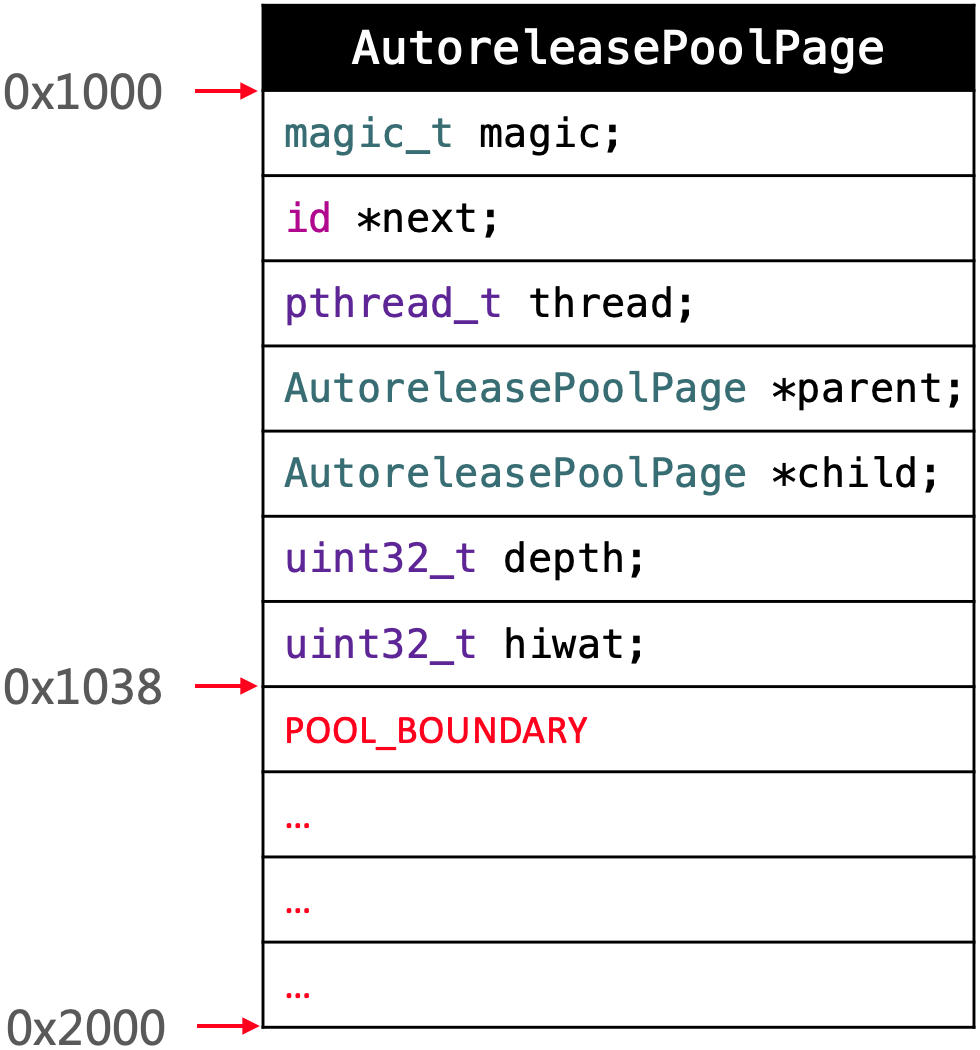 AutoreleasePoolPage
0x1000
magic_t magic;
id *next;
pthread_t thread;
AutoreleasePoolPage *parent;
AutoreleasePoolPage *child;
uint32_t depth;
uint32_t hiwat;
0x1038
POOL_BOUNDARY
…
…
…
0x2000